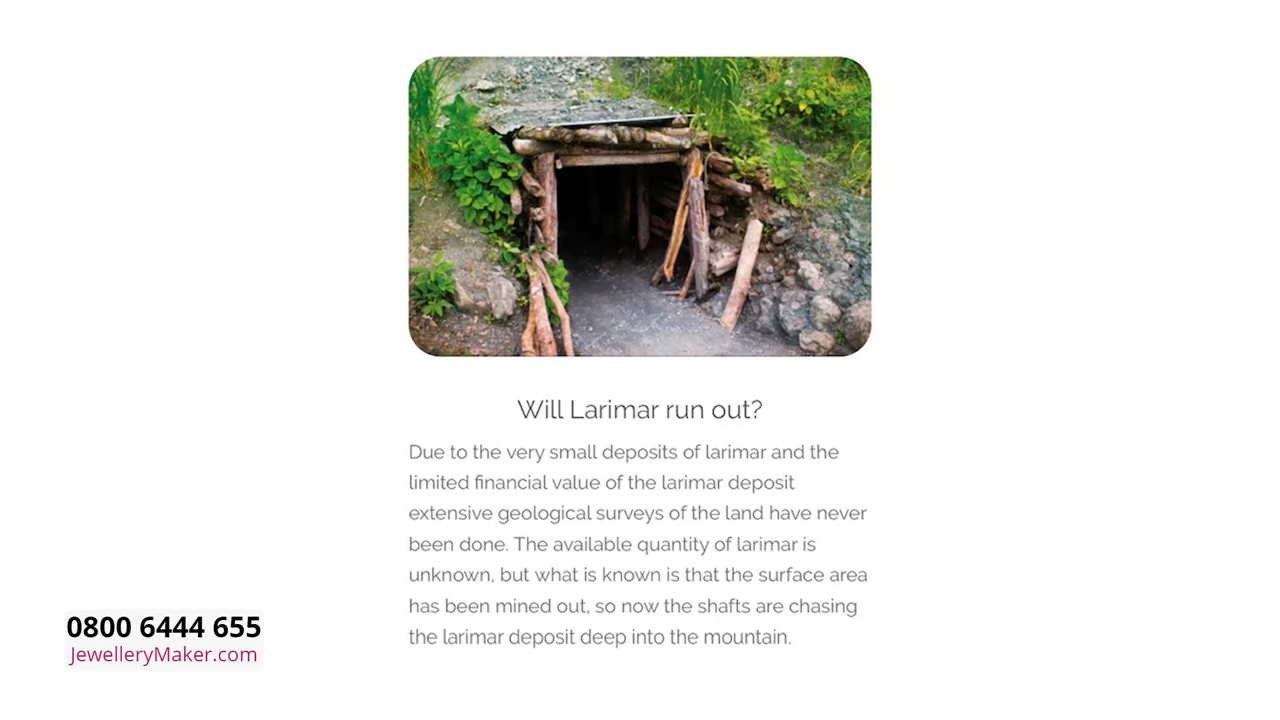 Will Larimar run out?
Due to the very small deposits of larimar and the
limited financial value of the larimar deposit
extensive geological surveys of the land have never
been done. The available quantity of larimar is
unknown, but what is known is that the surface area
has been mined out, so now the shafts are chasing
the larimar deposit deep into the mountain.
0800 6444 655
JewelleryMaker.com